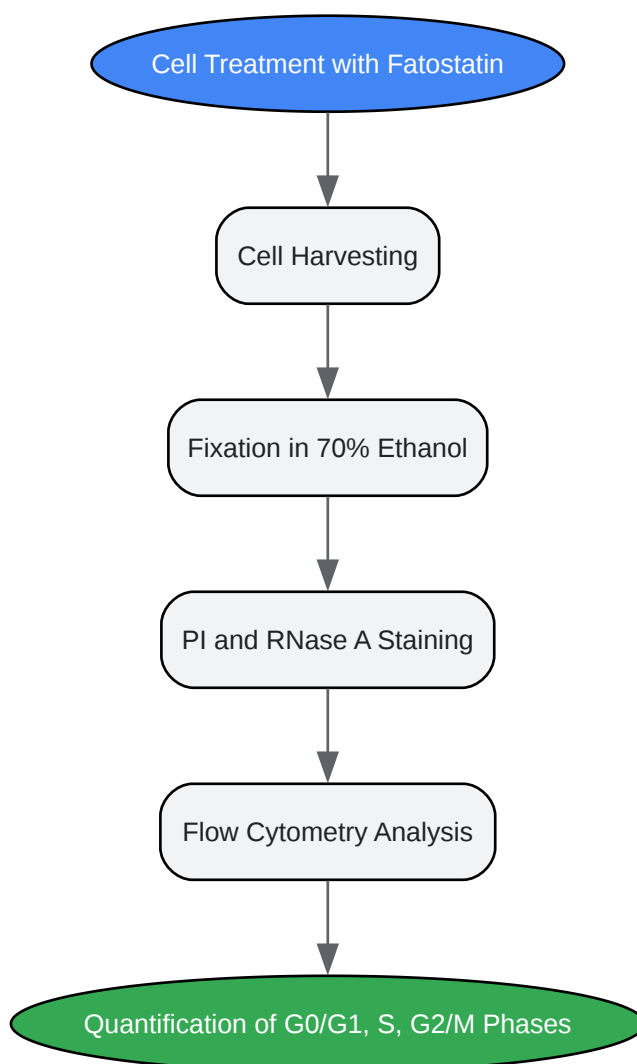 Cell Treatment with Fatostatin
Cell Harvesting
Fixation in 70% Ethanol
PI and RNase A Staining
Flow Cytometry Analysis
Quantification of G0/G1, S, G2/M Phases